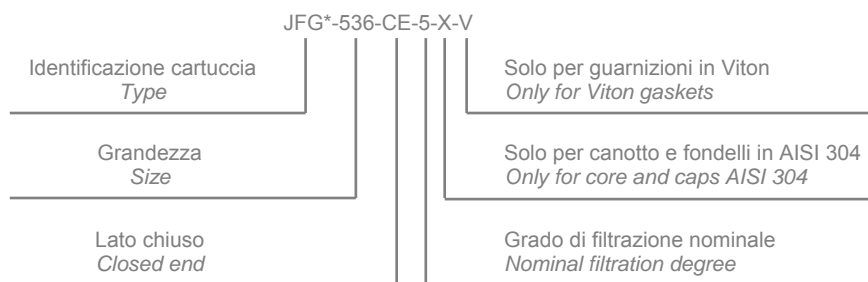 JFG*-536-CE-5-X-V
Identificazione cartuccia
Type
Solo per guarnizioni in Viton
Only for Viton gaskets
Grandezza
Size
Solo per canotto e fondelli in AISI 304
Only for core and caps AISI 304
Lato chiuso
Closed end
Grado di filtrazione nominale
Nominal filtration degree